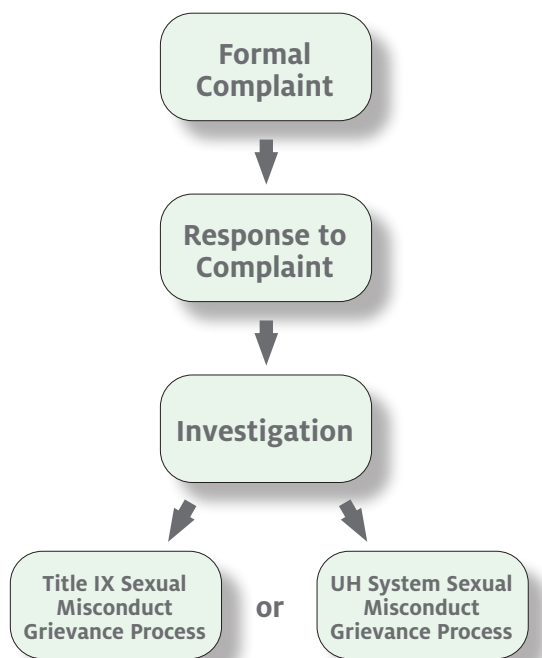 Formal
Complaint
Response to
Complaint
Investigation
Title IX Sexual
Misconduct
Grievance Process
or
UH System Sexual
Misconduct
Grievance Process